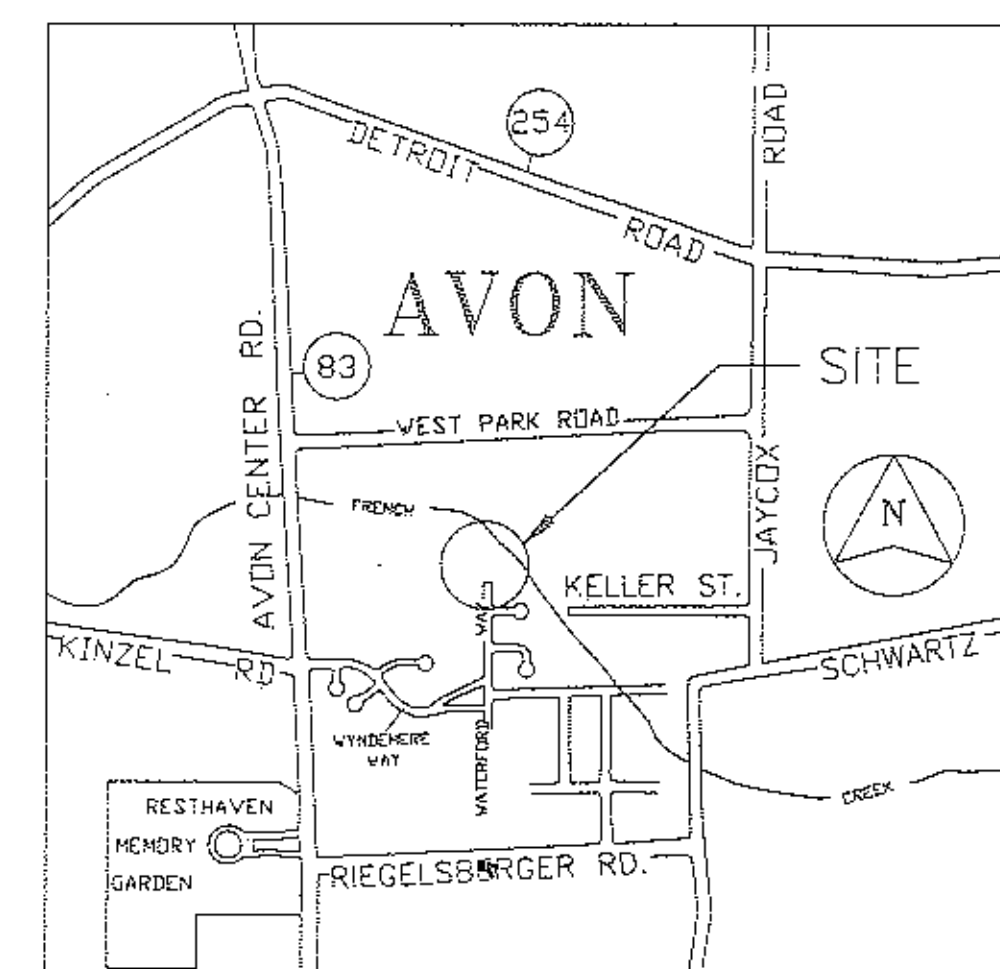 254
DETROIT ROAD
ROAD
AVON
SITE
83
AVON CENTER RD.
WEST PARK ROAD
JAYCOX
N
FRENCH
KELLER ST.
WAY
KINZEL RD
SCHWARTZ
WYNDEMERE
WAY
WATERFORD
CREEK
RESTHAVEN
MEMORY
GARDEN
RIEGELSBERGER RD.